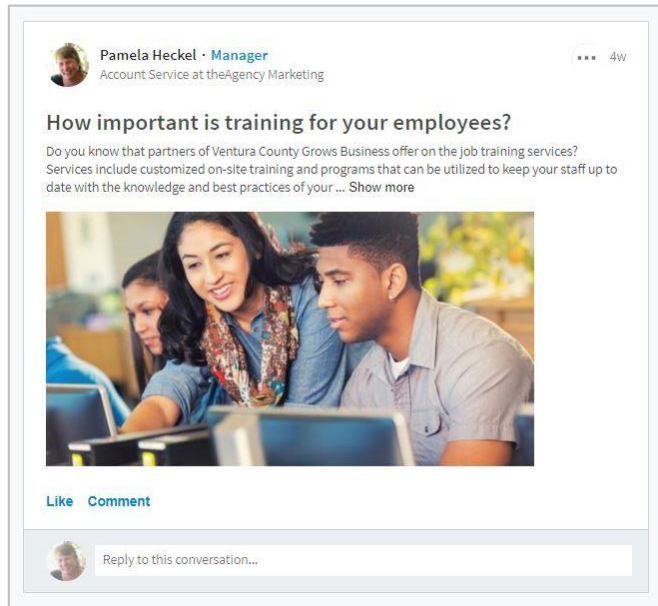 Pamela Heckel · Manager
4w
Account Service at theAgency Marketing
How important is training for your employees?
Do you know that partners of Ventura County Grows Business offer on the job training services?
Services include customized on-site training and programs that can be utilized to keep your staff up to
date with the knowledge and best practices of your ... Show more
Like Comment
Reply to this conversation...